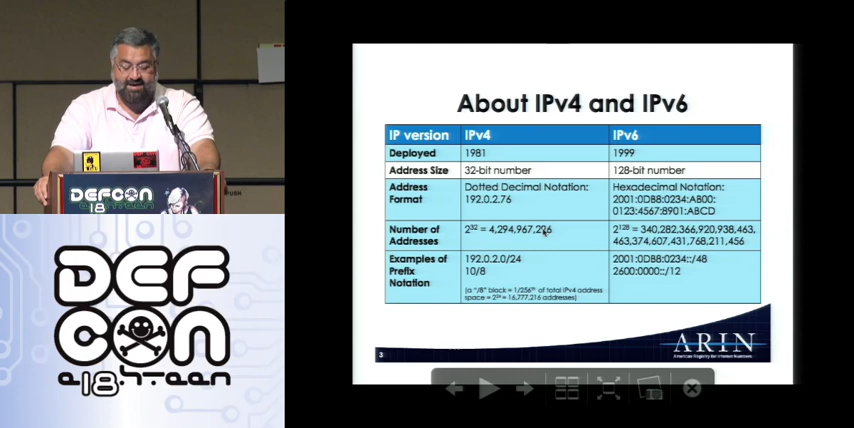 DEFCON
18
PUSH
DEF
CON
18
About IPv4 and IPv6
IP version IPv4 IPv6
Deployed 1981 1999
Address Size 32-bit number 128-bit number
Address Dotted Decimal Notation: Hexadecimal Notation:
Format 192.0.2.76 2001:0DB8:0234:AB00:
0123:4567:8901:ABCD
Number of 2³² = 4,294,967,296 2¹²⁸ = 340,282,366,920,938,463,
Addresses 463,374,607,431,768,211,456
Examples of 192.0.2.0/24 2001:0DB8:0234::/48
Prefix 10/8 2600:0000::/12
Notation
(a "/8" block = 1/256ᵗʰ of total IPv4 address
space = 2²⁴ = 16,777,216 addresses)
3
ARIN
American Registry for Internet Numbers